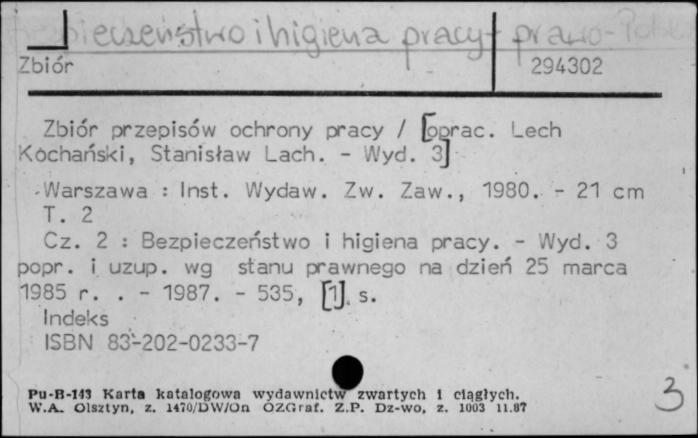 Bezpieczeństwo i higiena pracy - prawo - Polska
Zbiór 294302
Zbiór przepisów ochrony pracy / [oprac. Lech
Kochański, Stanisław Lach. - Wyd. 3]
Warszawa : Inst. Wydaw. Zw. Zaw., 1980. - 21 cm
T. 2
Cz. 2 : Bezpieczeństwo i higiena pracy. - Wyd. 3
popr. i uzup. wg stanu prawnego na dzień 25 marca
1985 r. . - 1987. - 535, [1] s.
Indeks
ISBN 83-202-0233-7
Pu-B-143 Karta katalogowa wydawnictw zwartych i ciągłych.
W.A. Olsztyn, z. 1470/DW/On OZGraf. Z.P. Dz-wo, z. 1003 11.87
3